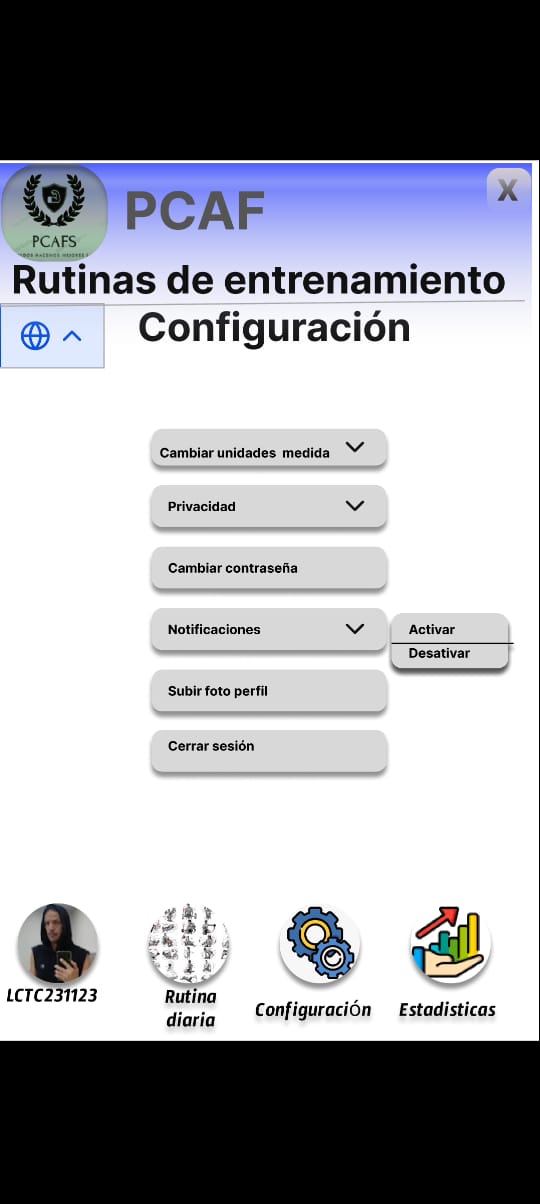 PCAF
X
PCAFS
Rutinas de entrenamiento
Configuración
Cambiar unidades medida
Privacidad
Cambiar contraseña
Notificaciones
Activar
Desativar
Subir foto perfil
Cerrar sesión
LCTC231123
Rutina
diaria
Configuración
Estadisticas